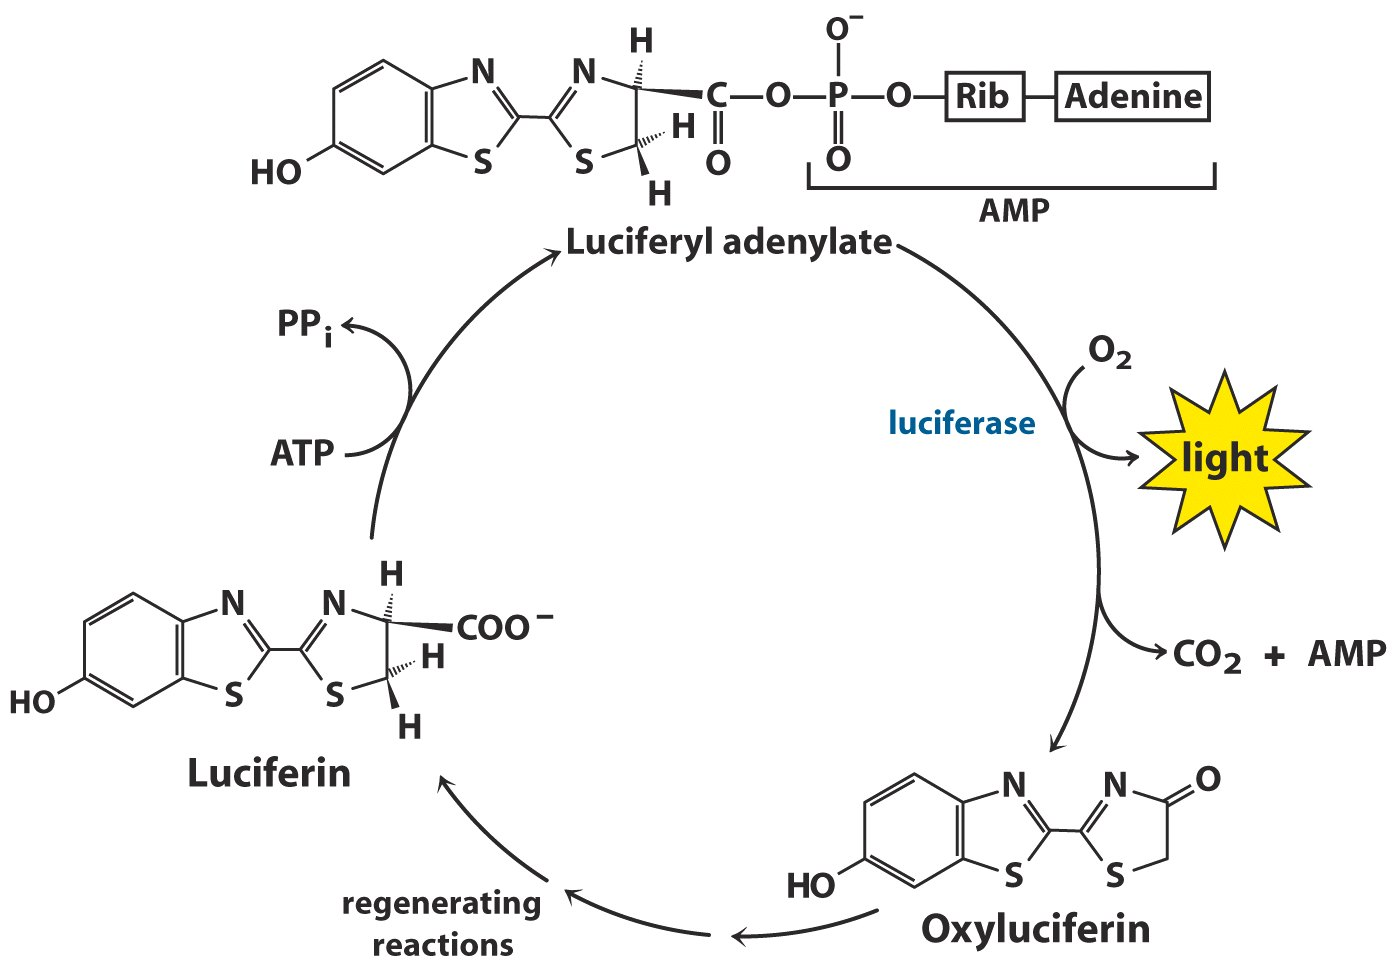 H
N
N
C
O
P
O
Rib
Adenine
O⁻
S
S
H
H
O
O
HO
AMP
Luciferyl adenylate
PPᵢ
ATP
O₂
luciferase
light
CO₂ + AMP
H
N
N
COO⁻
H
S
S
H
HO
Luciferin
N
N
O
S
S
HO
Oxyluciferin
regenerating
reactions